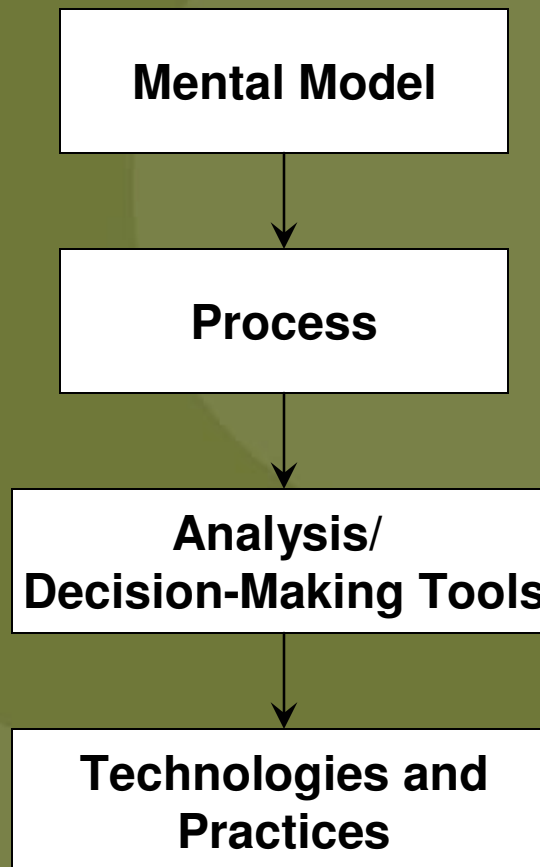 Mental Model
Process
Analysis/
Decision-Making Tools
Technologies and
Practices